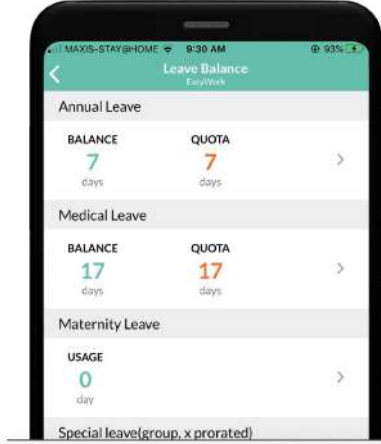 MAXIS-STAY@HOME 9:30 AM 93%
Leave Balance
EasyWork
Annual Leave
BALANCE QUOTA
7 7
days days
Medical Leave
BALANCE QUOTA
17 17
days days
Maternity Leave
USAGE
0
day
Special leave(group, x prorated)